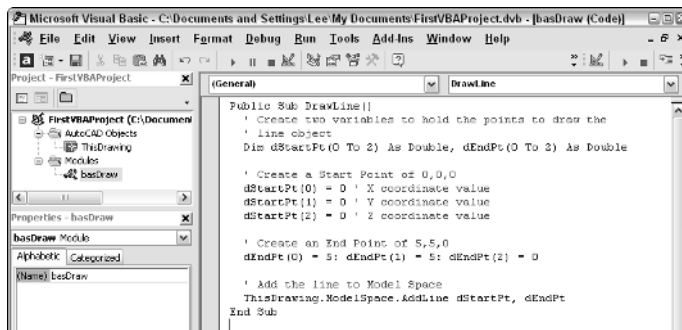 Microsoft Visual Basic - C:\Documents and Settings\Lee\My Documents\FirstVBAProject.dvb - [basDraw (Code)]
File Edit View Insert Format Debug Run Tools Add-Ins Window Help
Project - FirstVBAProject
FirstVBAProject (C:\Documen
AutoCAD Objects
ThisDrawing
Modules
basDraw
Properties - basDraw
basDraw Module
Alphabetic Categorized
(Name) basDraw
(General) DrawLine
Public Sub DrawLine()
' Create two variables to hold the points to draw the
' line object
Dim dStartPt(0 To 2) As Double, dEndPt(0 To 2) As Double
' Create a Start Point of 0,0,0
dStartPt(0) = 0 ' X coordinate value
dStartPt(1) = 0 ' Y coordinate value
dStartPt(2) = 0 ' Z coordinate value
' Create an End Point of 5,5,0
dEndPt(0) = 5: dEndPt(1) = 5: dEndPt(2) = 0
' Add the line to Model Space
ThisDrawing.ModelSpace.AddLine dStartPt, dEndPt
End Sub